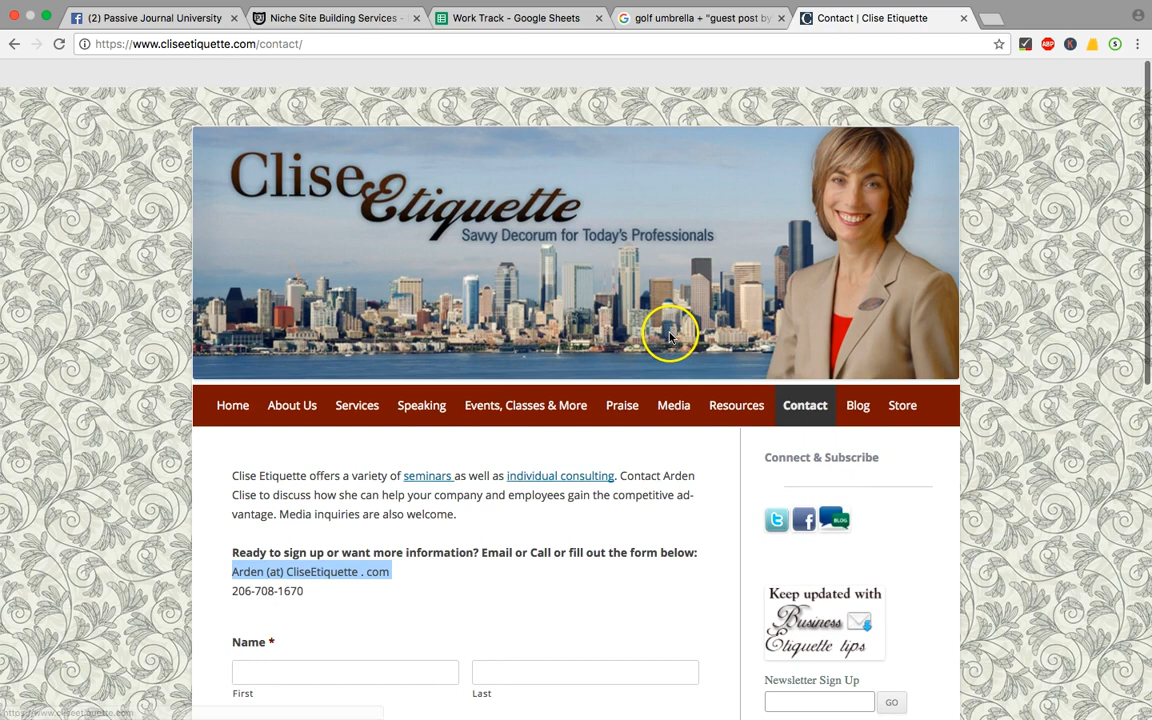 (2) Passive Journal University
Niche Site Building Services -
Work Track - Google Sheets
golf umbrella + "guest post by
Contact | Clise Etiquette
https://www.cliseetiquette.com/contact/
Clise Etiquette
Savvy Decorum for Today's Professionals
Home About Us Services Speaking Events, Classes & More Praise Media Resources Contact Blog Store
Clise Etiquette offers a variety of seminars as well as individual consulting. Contact Arden
Clise to discuss how she can help your company and employees gain the competitive ad-
vantage. Media inquiries are also welcome.
Ready to sign up or want more information? Email or Call or fill out the form below:
Arden (at) CliseEtiquette . com
206-708-1670
Name *
First Last
Connect & Subscribe
BLOG
Keep updated with
Business
Etiquette tips
Newsletter Sign Up
GO
https://www.cliseetiquette.com
ABP
K
S